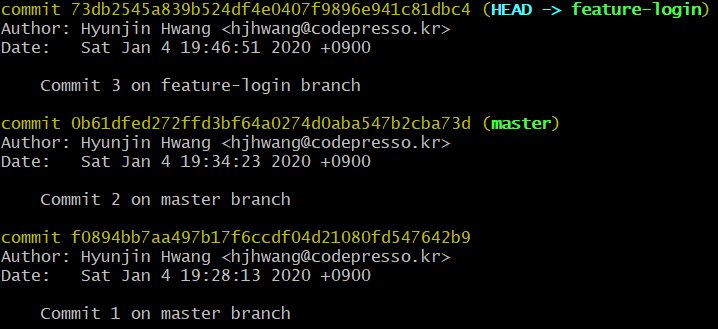 commit 73db2545a839b524df4e0407f9896e941c81dbc4 (HEAD -> feature-login)
Author: Hyunjin Hwang <hjhwang@codepresso.kr>
Date:   Sat Jan 4 19:46:51 2020 +0900
Commit 3 on feature-login branch
commit 0b61dfed272ffd3bf64a0274d0aba547b2cba73d (master)
Author: Hyunjin Hwang <hjhwang@codepresso.kr>
Date:   Sat Jan 4 19:34:23 2020 +0900
Commit 2 on master branch
commit f0894bb7aa497b17f6ccdf04d21080fd547642b9
Author: Hyunjin Hwang <hjhwang@codepresso.kr>
Date:   Sat Jan 4 19:28:13 2020 +0900
Commit 1 on master branch